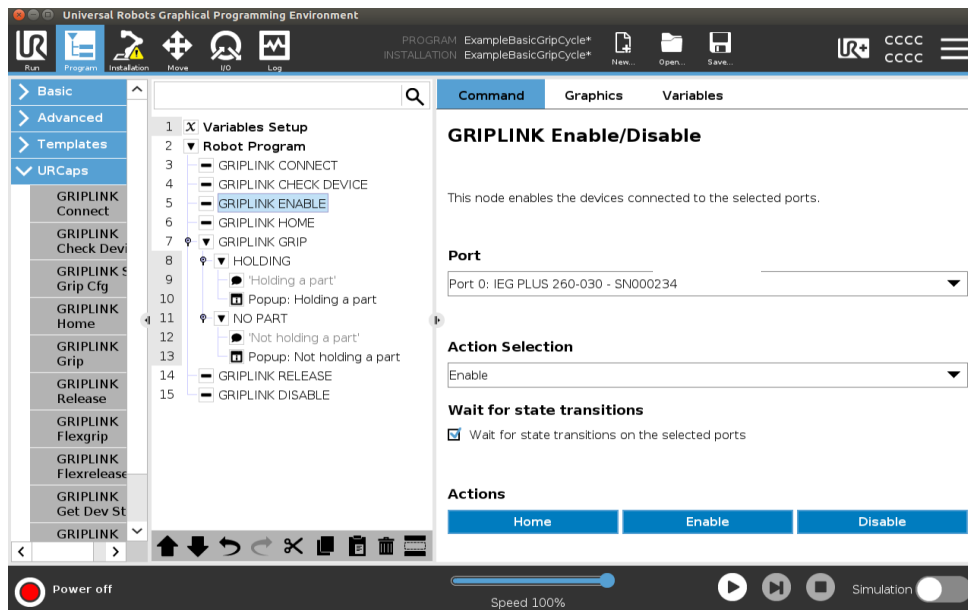 Universal Robots Graphical Programming Environment
UR
Run
Program
Installation
Move
I/O
Log
PROGRAM ExampleBasicGripCycle*
INSTALLATION ExampleBasicGripCycle*
New...
Open...
Save...
UR+
CCCC
CCCC
Basic
Advanced
Templates
URCaps
GRIPLINK
Connect
GRIPLINK
Check Devi
GRIPLINK S
Grip Cfg
GRIPLINK
Home
GRIPLINK
Grip
GRIPLINK
Release
GRIPLINK
Flexgrip
GRIPLINK
Flexrelease
GRIPLINK
Get Dev St
GRIPLINK
1 X Variables Setup
2 Robot Program
3 GRIPLINK CONNECT
4 GRIPLINK CHECK DEVICE
5 GRIPLINK ENABLE
6 GRIPLINK HOME
7 GRIPLINK GRIP
8 HOLDING
9 'Holding a part'
10 Popup: Holding a part
11 NO PART
12 'Not holding a part'
13 Popup: Not holding a part
14 GRIPLINK RELEASE
15 GRIPLINK DISABLE
Command Graphics Variables
GRIPLINK Enable/Disable
This node enables the devices connected to the selected ports.
Port
Port 0: IEG PLUS 260-030 - SN000234
Action Selection
Enable
Wait for state transitions
Wait for state transitions on the selected ports
Actions
Home Enable Disable
Power off
Speed 100%
Simulation